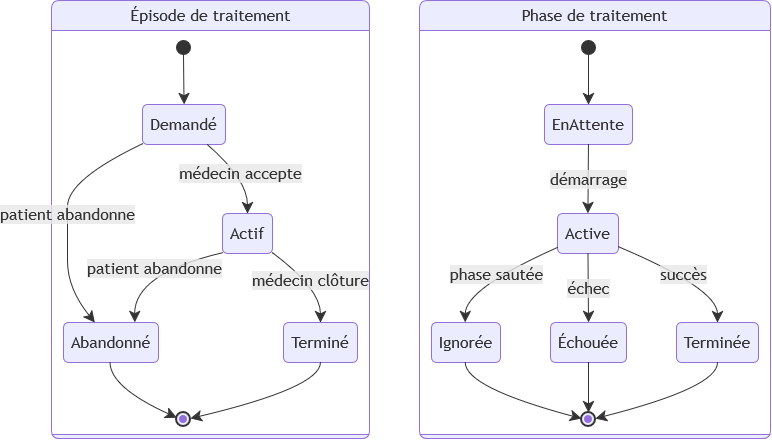 Épisode de traitement
Demandé
médecin accepte
patient abandonne
Actif
patient abandonne
médecin clôture
Abandonné
Terminé
Phase de traitement
EnAttente
démarrage
Active
phase sautée
échec
succès
Ignorée
Échouée
Terminée